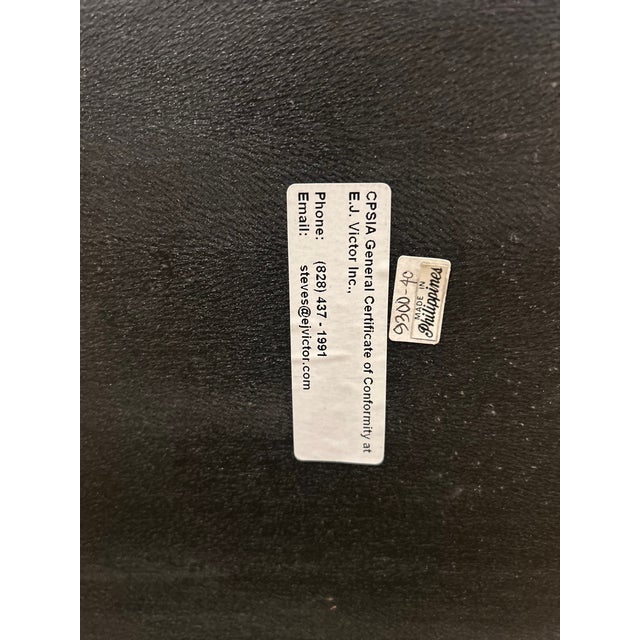 CPSIA General Certificate of Conformity at
E.J. Victor Inc.,
Phone: (828) 437 - 1991
Email: steves@ejvictor.com
MADE IN
Philippines
3600-40